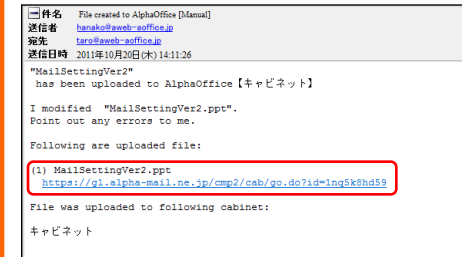 件名 File created to AlphaOffice [Manual]
送信者 hanako@aweb-aoffice.jp
宛先 taro@aweb-aoffice.jp
送信日時 2011年10月20日(木) 14:11:26
"MailSettingVer2"
has been uploaded to AlphaOffice【キャビネット】
I modified "MailSettingVer2.ppt".
Point out any errors to me.
Following are uploaded file:
(1) MailSettingVer2.ppt
https://g1.alpha-mail.ne.jp/cmp2/cab/go.do?id=1nq5k8hd59
File was uploaded to following cabinet:
キャビネット